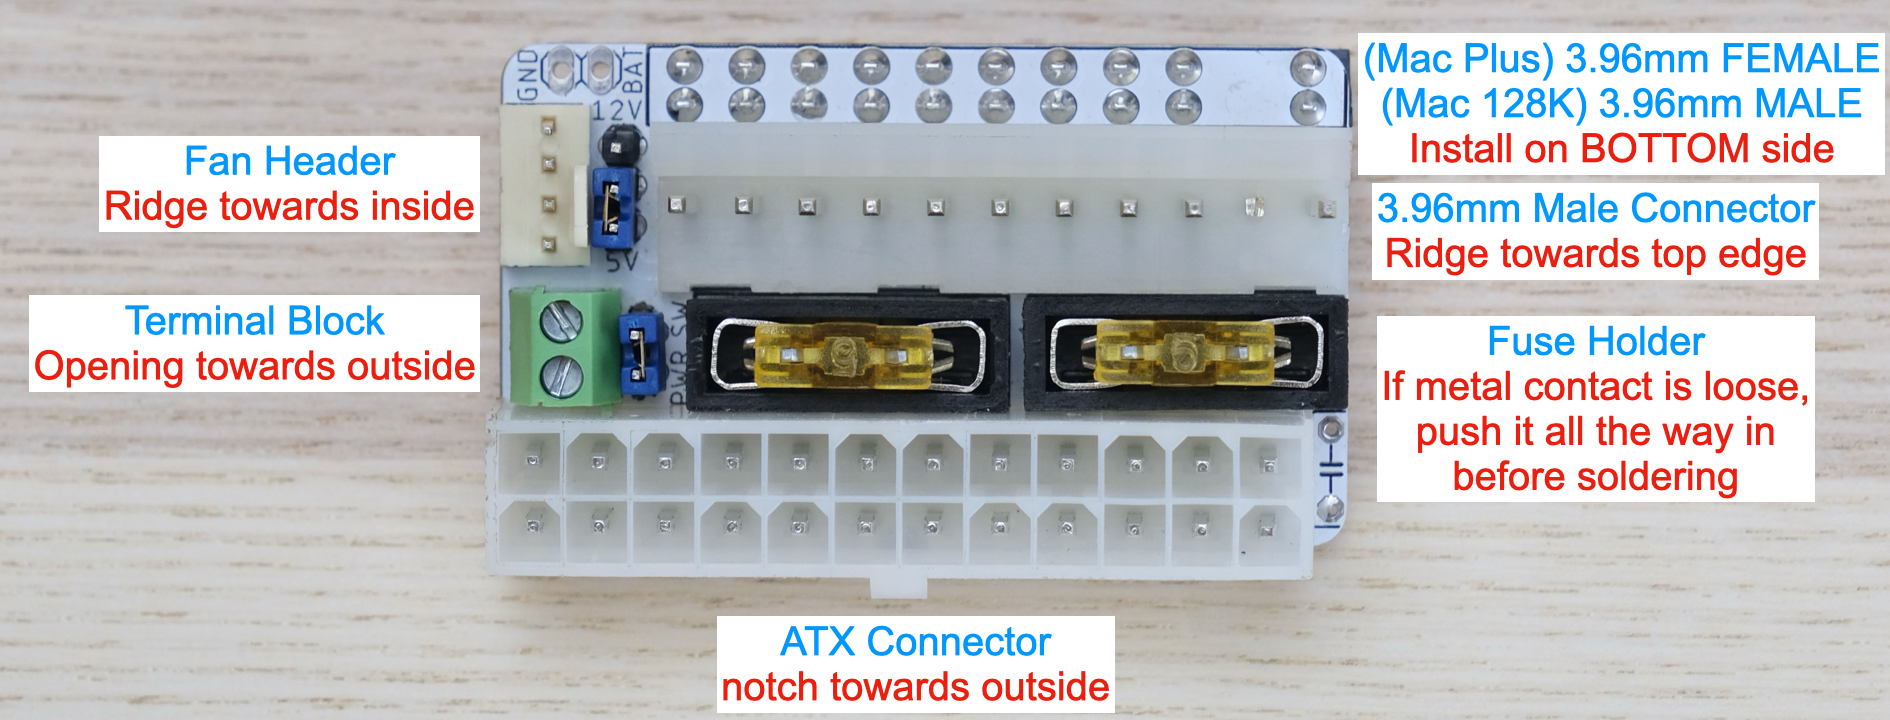 GND
BAT
12V
(Mac Plus) 3.96mm FEMALE
(Mac 128K) 3.96mm MALE
Install on BOTTOM side
Fan Header
Ridge towards inside
3.96mm Male Connector
Ridge towards top edge
5V
Terminal Block
Opening towards outside
PWR SW
Fuse Holder
If metal contact is loose,
push it all the way in
before soldering
ATX Connector
notch towards outside